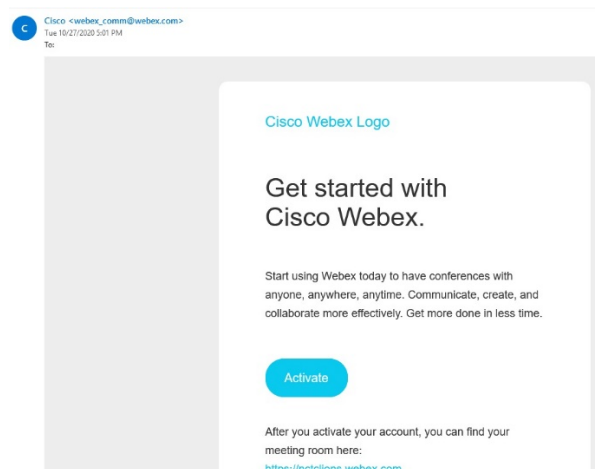 C
Cisco <webex_comm@webex.com>
Tue 10/27/2020 5:01 PM
To:
Cisco Webex Logo
Get started with
Cisco Webex.
Start using Webex today to have conferences with
anyone, anywhere, anytime. Communicate, create, and
collaborate more effectively. Get more done in less time.
Activate
After you activate your account, you can find your
meeting room here: